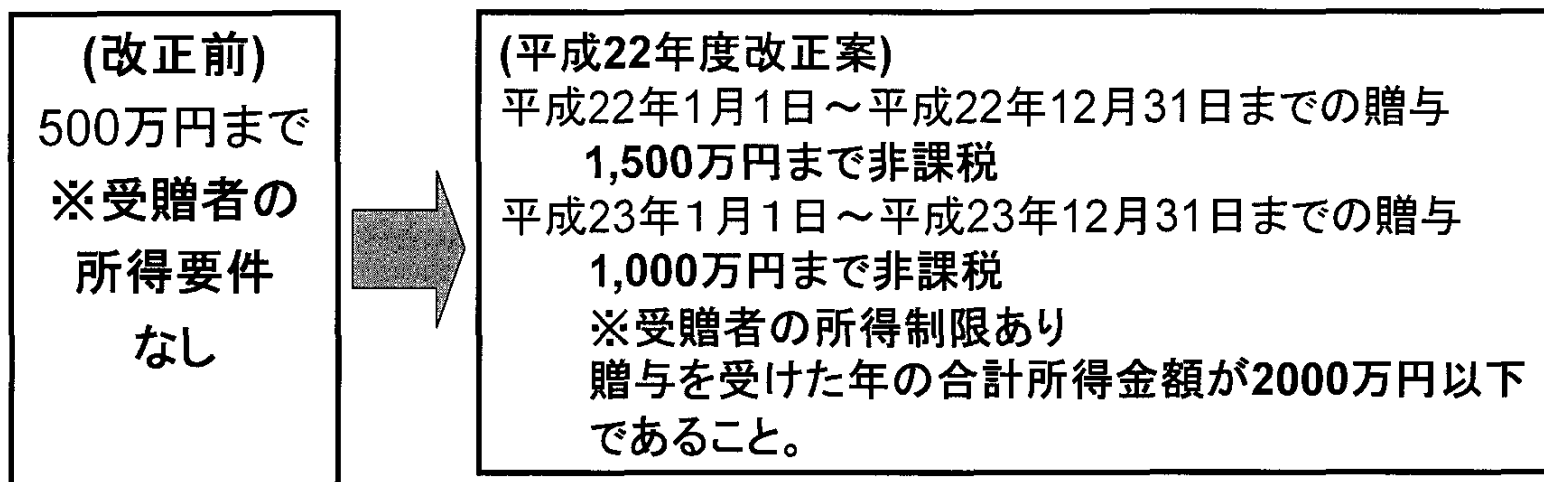 (改正前)
500万円まで
※受贈者の
所得要件
なし
(平成22年度改正案)
平成22年1月1日～平成22年12月31日までの贈与
1,500万円まで非課税
平成23年１月１日～平成23年12月31日までの贈与
1,000万円まで非課税
※受贈者の所得制限あり
贈与を受けた年の合計所得金額が2000万円以下
であること。